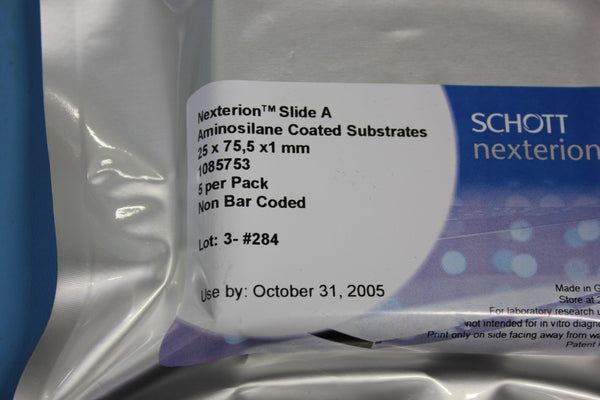 Nexterion™ Slide A
Aminosilane Coated Substrates
25 x 75,5 x1 mm
1085753
5 per Pack
Non Bar Coded
Lot: 3- #284
Use by: October 31, 2005
SCHOTT
nexterion
Made in
Store at
For laboratory research
not intended for in vitro
Print only on side facing away from
Patent